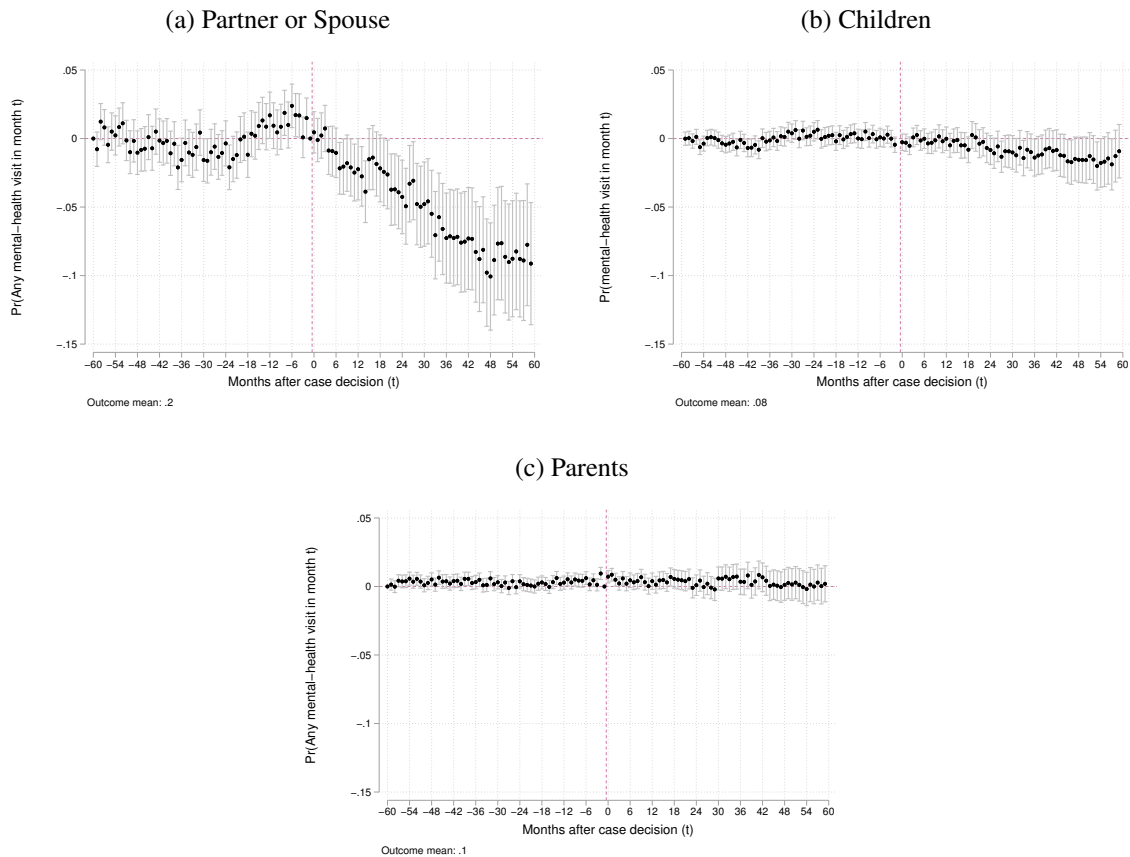 (a) Partner or Spouse
.05
0
−.05
−.1
−.15
Pr(Any mental−health visit in month t)
−60 −54 −48 −42 −36 −30 −24 −18 −12 −6 0 6 12 18 24 30 36 42 48 54 60
Months after case decision (t)
Outcome mean: .2
(b) Children
.05
0
−.05
−.1
−.15
Pr(mental−health visit in month t)
−60 −54 −48 −42 −36 −30 −24 −18 −12 −6 0 6 12 18 24 30 36 42 48 54 60
Months after case decision (t)
Outcome mean: .08
(c) Parents
.05
0
−.05
−.1
−.15
Pr(Any mental−health visit in month t)
−60 −54 −48 −42 −36 −30 −24 −18 −12 −6 0 6 12 18 24 30 36 42 48 54 60
Months after case decision (t)
Outcome mean: .1